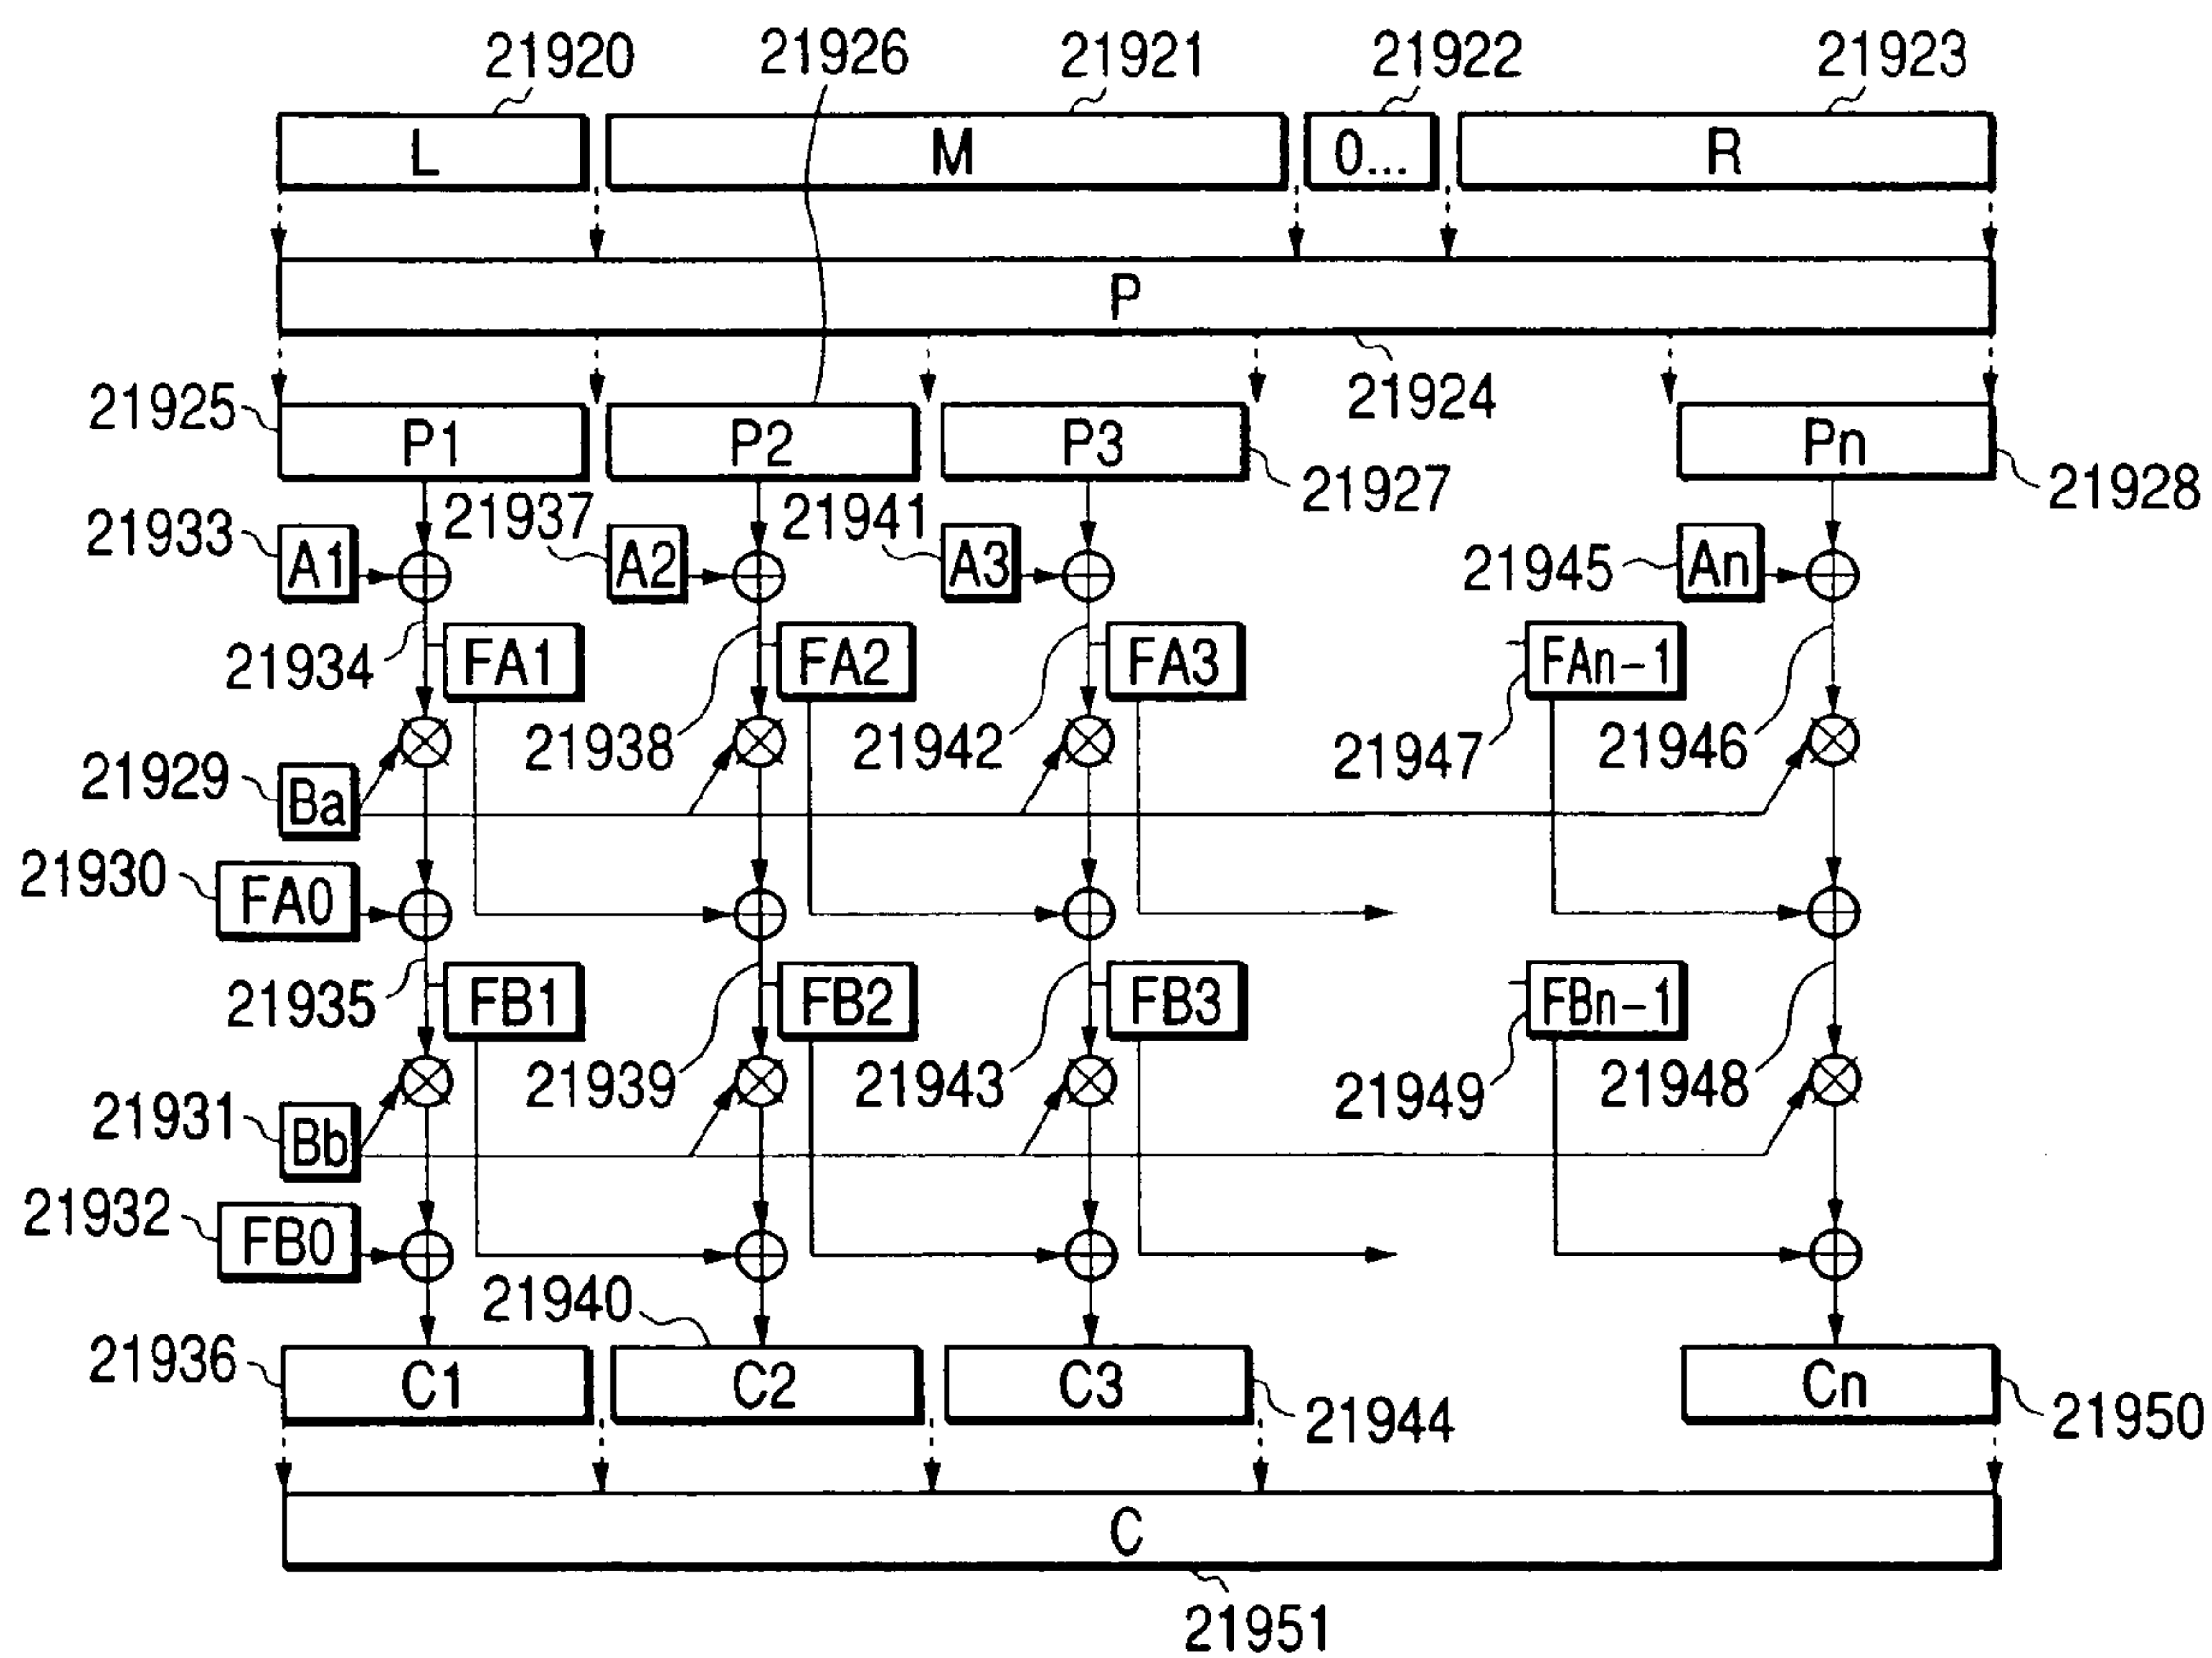 21920 21926 21921 21922 21923
L M 0... R
P
21924
21925 P1 P2 P3 Pn
21927 21928
21933 A1 21937 A2 21941 A3 21945 An
21934 FA1 FA2 FA3 FAn-1
21938 21942 21947 21946
21929 Ba
21930 FA0
21935 FB1 FB2 FB3 FBn-1
21939 21943 21949 21948
21931 Bb
21932 FB0
21940
21936 C1 C2 C3 Cn
21944 21950
C
21951